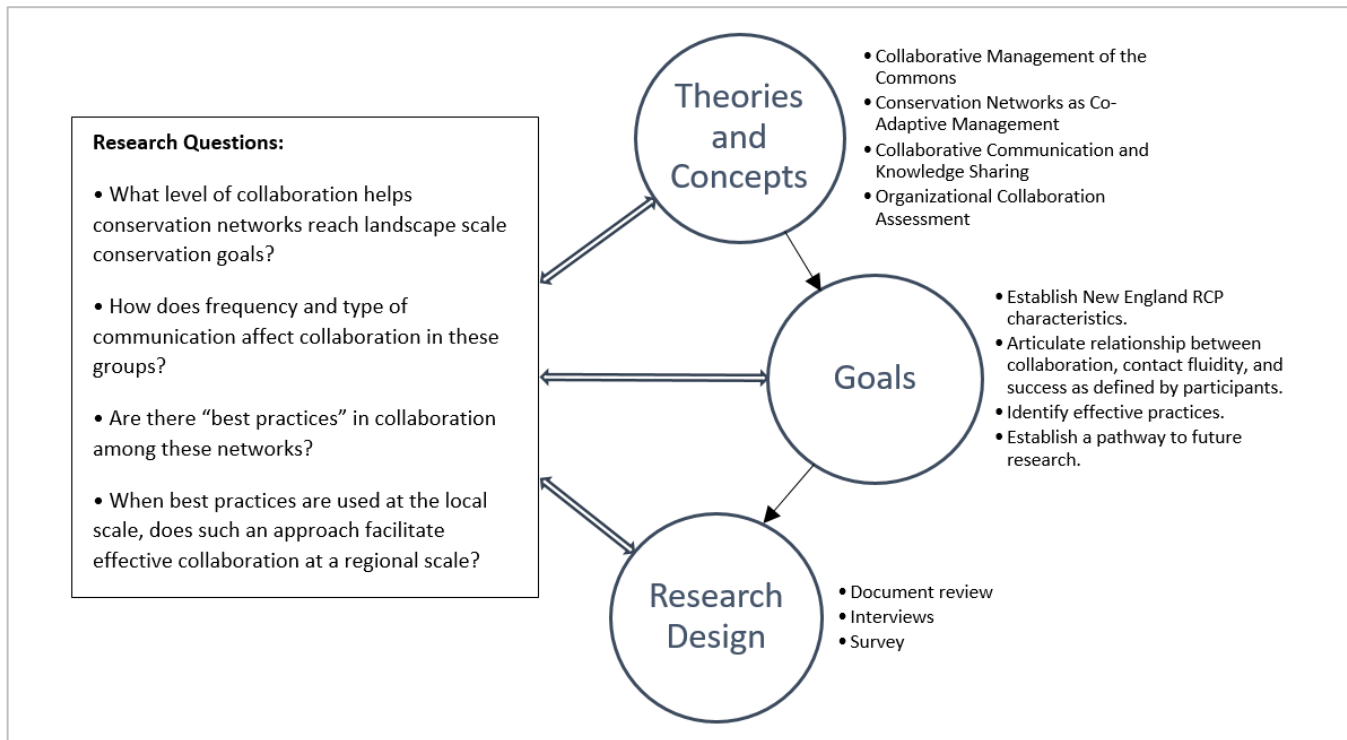 Research Questions:
• What level of collaboration helps
conservation networks reach landscape scale
conservation goals?
• How does frequency and type of
communication affect collaboration in these
groups?
• Are there “best practices” in collaboration
among these networks?
• When best practices are used at the local
scale, does such an approach facilitate
effective collaboration at a regional scale?
Theories
and
Concepts
• Collaborative Management of the
Commons
• Conservation Networks as Co-
Adaptive Management
• Collaborative Communication and
Knowledge Sharing
• Organizational Collaboration
Assessment
Goals
• Establish New England RCP
characteristics.
• Articulate relationship between
collaboration, contact fluidity, and
success as defined by participants.
• Identify effective practices.
• Establish a pathway to future
research.
Research
Design
• Document review
• Interviews
• Survey